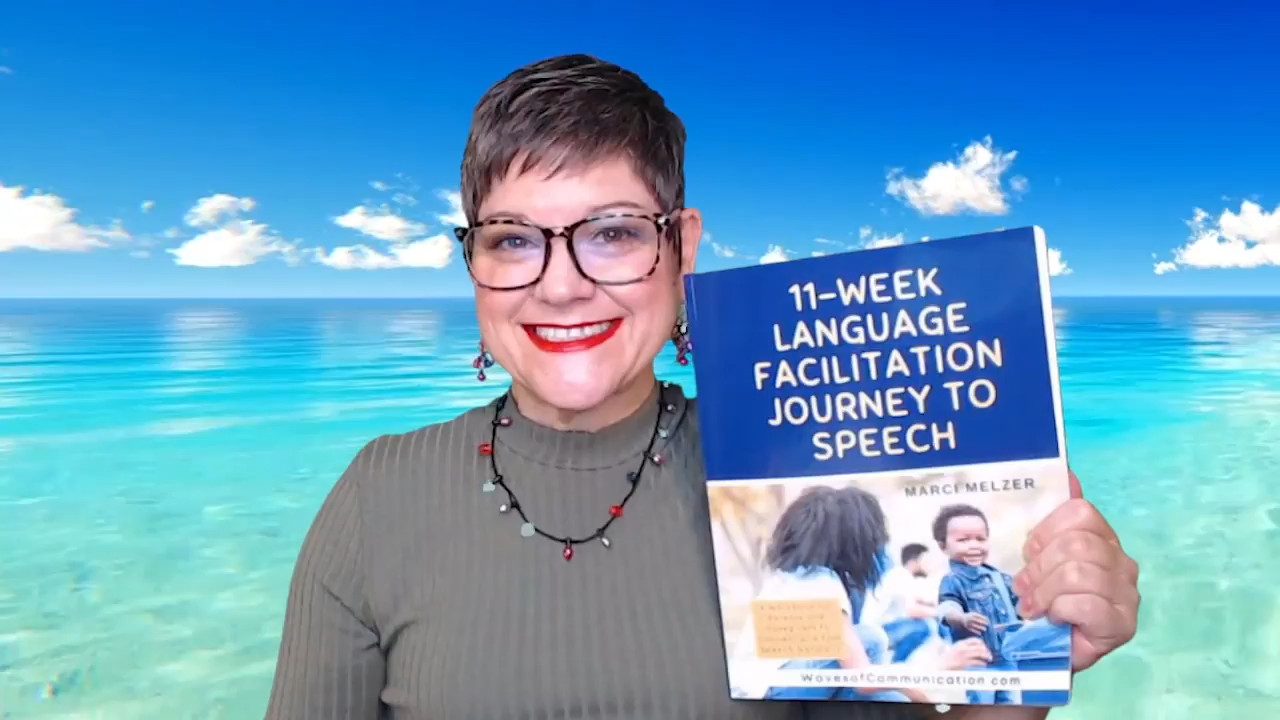 11-WEEK
LANGUAGE
FACILITATION
JOURNEY TO
SPEECH
MARCI MELZER
WavesofCommunication.com